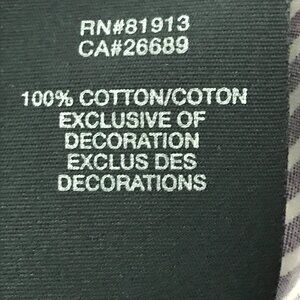 RN#81913
CA#26689
100% COTTON/COTON
EXCLUSIVE OF
DECORATION
EXCLUS DES
DECORATIONS